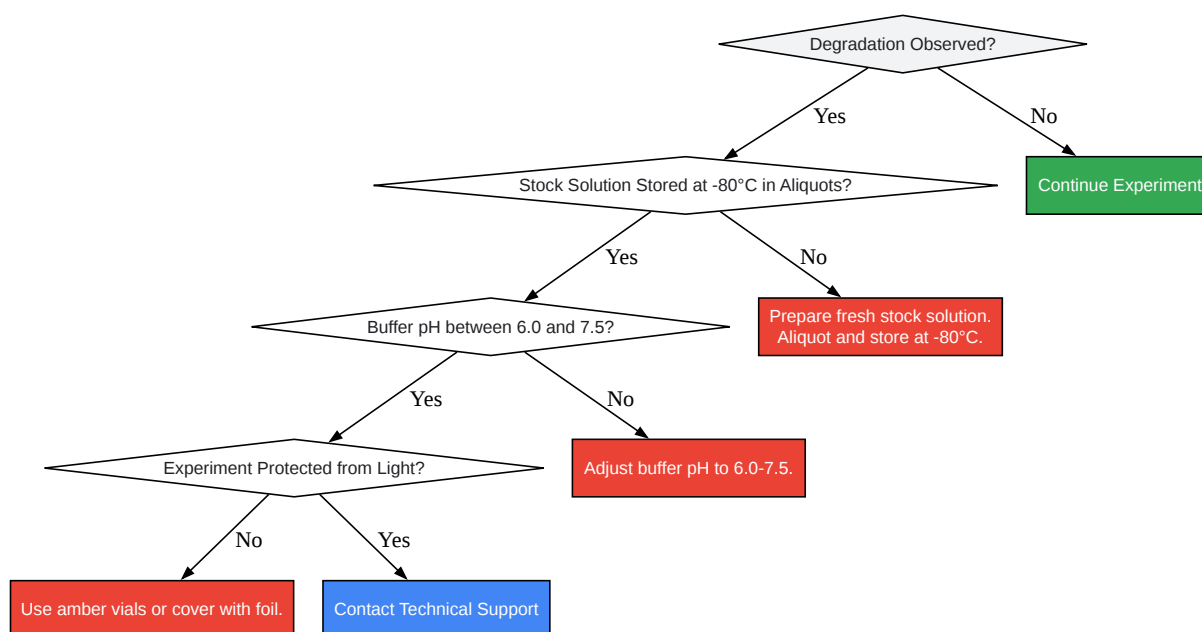 Degradation Observed?
Yes
No
Stock Solution Stored at -80°C in Aliquots?
Continue Experiment
Yes
No
Buffer pH between 6.0 and 7.5?
Prepare fresh stock solution.
Aliquot and store at -80°C.
Yes
No
Experiment Protected from Light?
Adjust buffer pH to 6.0-7.5.
No
Yes
Use amber vials or cover with foil.
Contact Technical Support